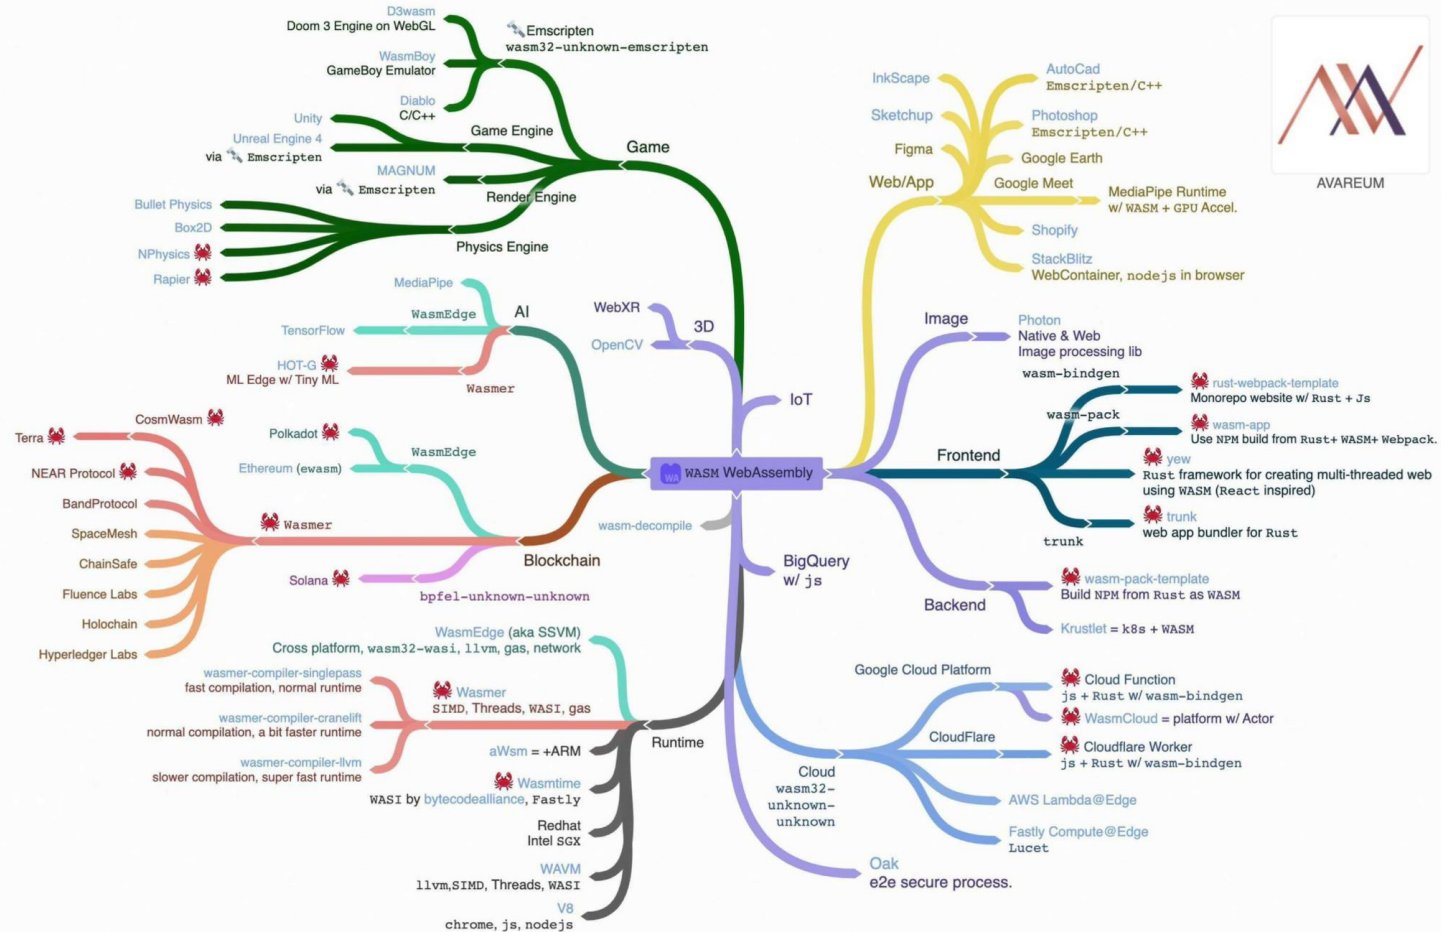 D3wasm
Doom 3 Engine on WebGL
WasmBoy
GameBoy Emulator
Diablo
C/C++
Emscripten
wasm32-unknown-emscripten
Unity
Unreal Engine 4
via Emscripten
Game Engine
MAGNUM
via Emscripten
Render Engine
Bullet Physics
Box2D
NPhysics
Rapier
Physics Engine
Game
MediaPipe
WasmEdge
TensorFlow
HOT-G
ML Edge w/ Tiny ML
Wasmer
AI
WebXR
OpenCV
3D
IoT
CosmWasm
Terra
NEAR Protocol
BandProtocol
SpaceMesh
ChainSafe
Fluence Labs
Holochain
Hyperledger Labs
Wasmer
Polkadot
Ethereum (ewasm)
WasmEdge
Solana
bpfel-unknown-unknown
Blockchain
WASM WebAssembly
WA
wasm-decompile
BigQuery
w/ js
WasmEdge (aka SSVM)
Cross platform, wasm32-wasi, llvm, gas, network
wasmer-compiler-singlepass
fast compilation, normal runtime
wasmer-compiler-cranelift
normal compilation, a bit faster runtime
wasmer-compiler-llvm
slower compilation, super fast runtime
Wasmer
SIMD, Threads, WASI, gas
aWsm = +ARM
Wasmtime
WASI by bytecodealliance, Fastly
Redhat
Intel SGX
WAVM
llvm,SIMD, Threads, WASI
V8
chrome, js, nodejs
Runtime
InkScape
Sketchup
Figma
Web/App
AutoCad
Emscripten/C++
Photoshop
Emscripten/C++
Google Earth
Google Meet
MediaPipe Runtime
w/ WASM + GPU Accel.
Shopify
StackBlitz
WebContainer, nodejs in browser
AVAREUM
Image
Photon
Native & Web
Image processing lib
Frontend
wasm-bindgen
rust-webpack-template
Monorepo website w/ Rust + Js
wasm-pack
wasm-app
Use NPM build from Rust+ WASM+ Webpack.
yew
Rust framework for creating multi-threaded web
using WASM (React inspired)
trunk
trunk
web app bundler for Rust
Backend
wasm-pack-template
Build NPM from Rust as WASM
Krustlet = k8s + WASM
Google Cloud Platform
Cloud Function
js + Rust w/ wasm-bindgen
WasmCloud = platform w/ Actor
CloudFlare
Cloudflare Worker
js + Rust w/ wasm-bindgen
Cloud
wasm32-
unknown-
unknown
AWS Lambda@Edge
Fastly Compute@Edge
Lucet
Oak
e2e secure process.